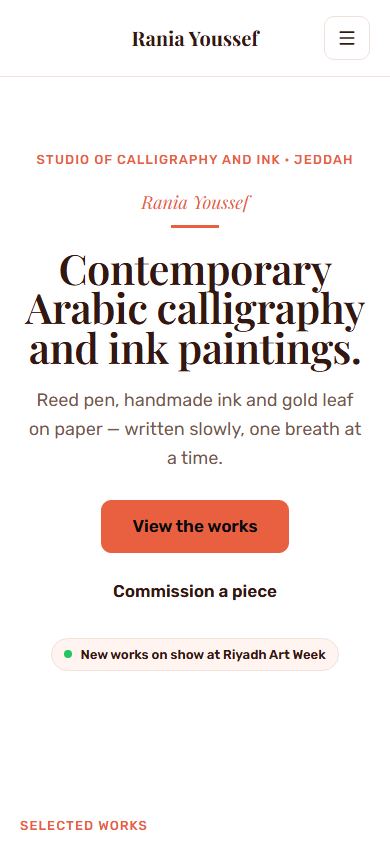 Rania Youssef
STUDIO OF CALLIGRAPHY AND INK • JEDDAH
Rania Youssef
Contemporary
Arabic calligraphy
and ink paintings.
Reed pen, handmade ink and gold leaf
on paper — written slowly, one breath at
a time.
View the works
Commission a piece
New works on show at Riyadh Art Week
SELECTED WORKS